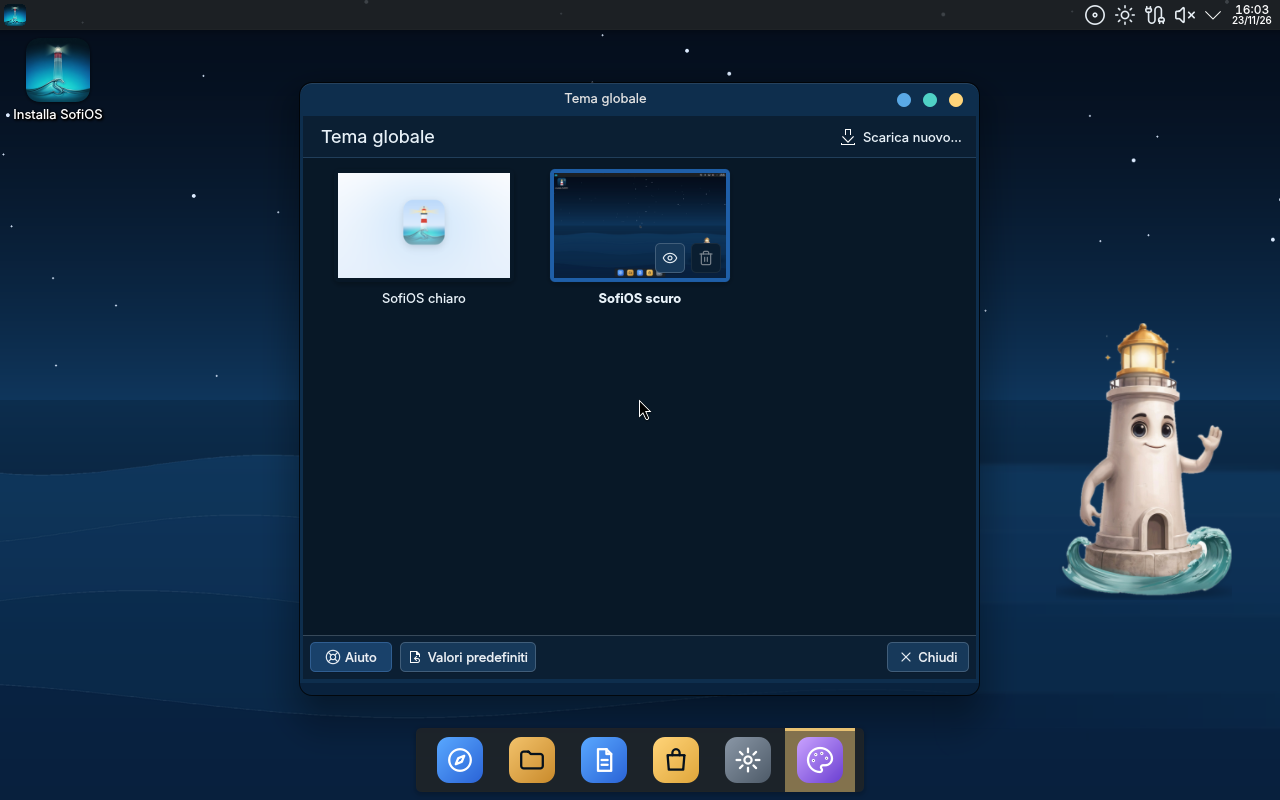 16:03
23/11/26
Installa SofiOS
Tema globale
Tema globale
Scarica nuovo...
SofiOS chiaro
SofiOS scuro
Aiuto
Valori predefiniti
Chiudi